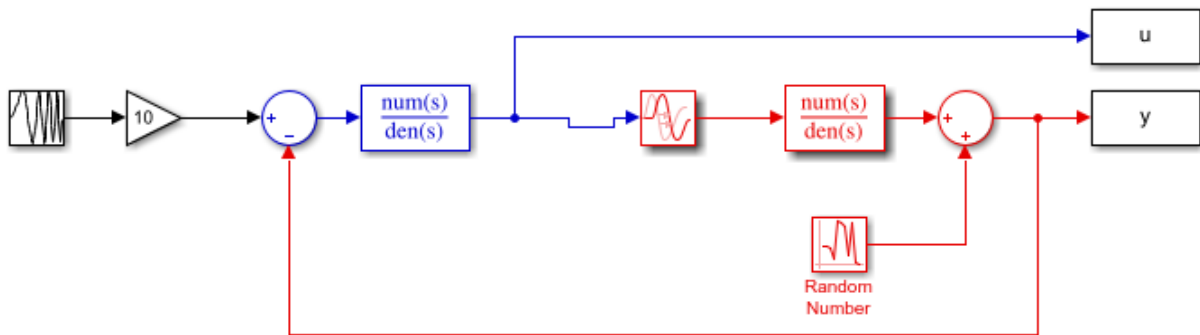 u
10
+
−
num(s)
den(s)
num(s)
den(s)
+
+
y
Random
Number